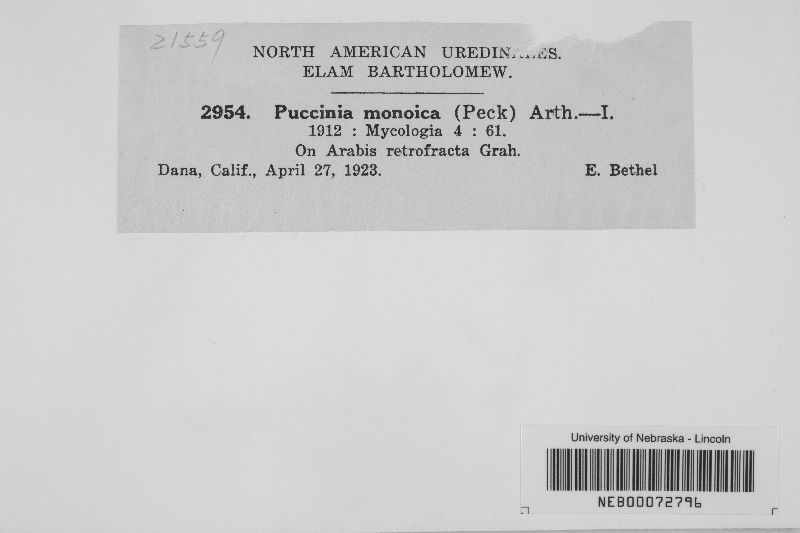 21559
NORTH AMERICAN
ELAM BARTHOLOMEW.
2954. Puccinia monoica (Peck) Arth.—I.
1912 : Mycologia 4 : 61.
On Arabis retrofracta Grah.
Dana, Calif., April 27, 1923. E. Bethel
University of Nebraska - Lincoln
NEB00072796